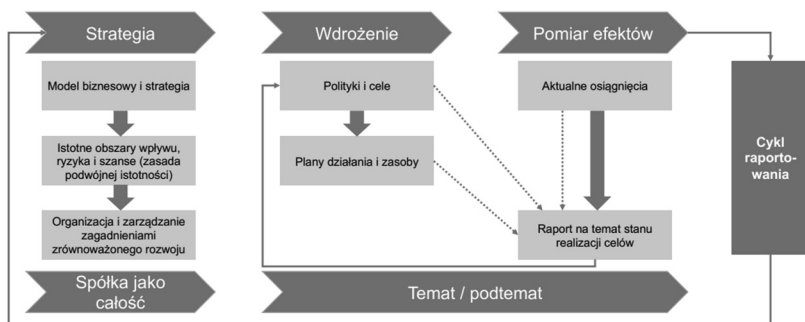 Strategia
Wdrożenie
Pomiar efektów
Model biznesowy i strategia
Polityki i cele
Aktualne osiągnięcia
Istotne obszary wpływu,
ryzyka i szanse (zasada
podwójnej istotności)
Plany działania i zasoby
Cykl
raporto-
wania
Organizacja i zarządzanie
zagadnieniami
zrównoważonego rozwoju
Raport na temat stanu
realizacji celów
Spółka jako
całość
Temat / podtemat